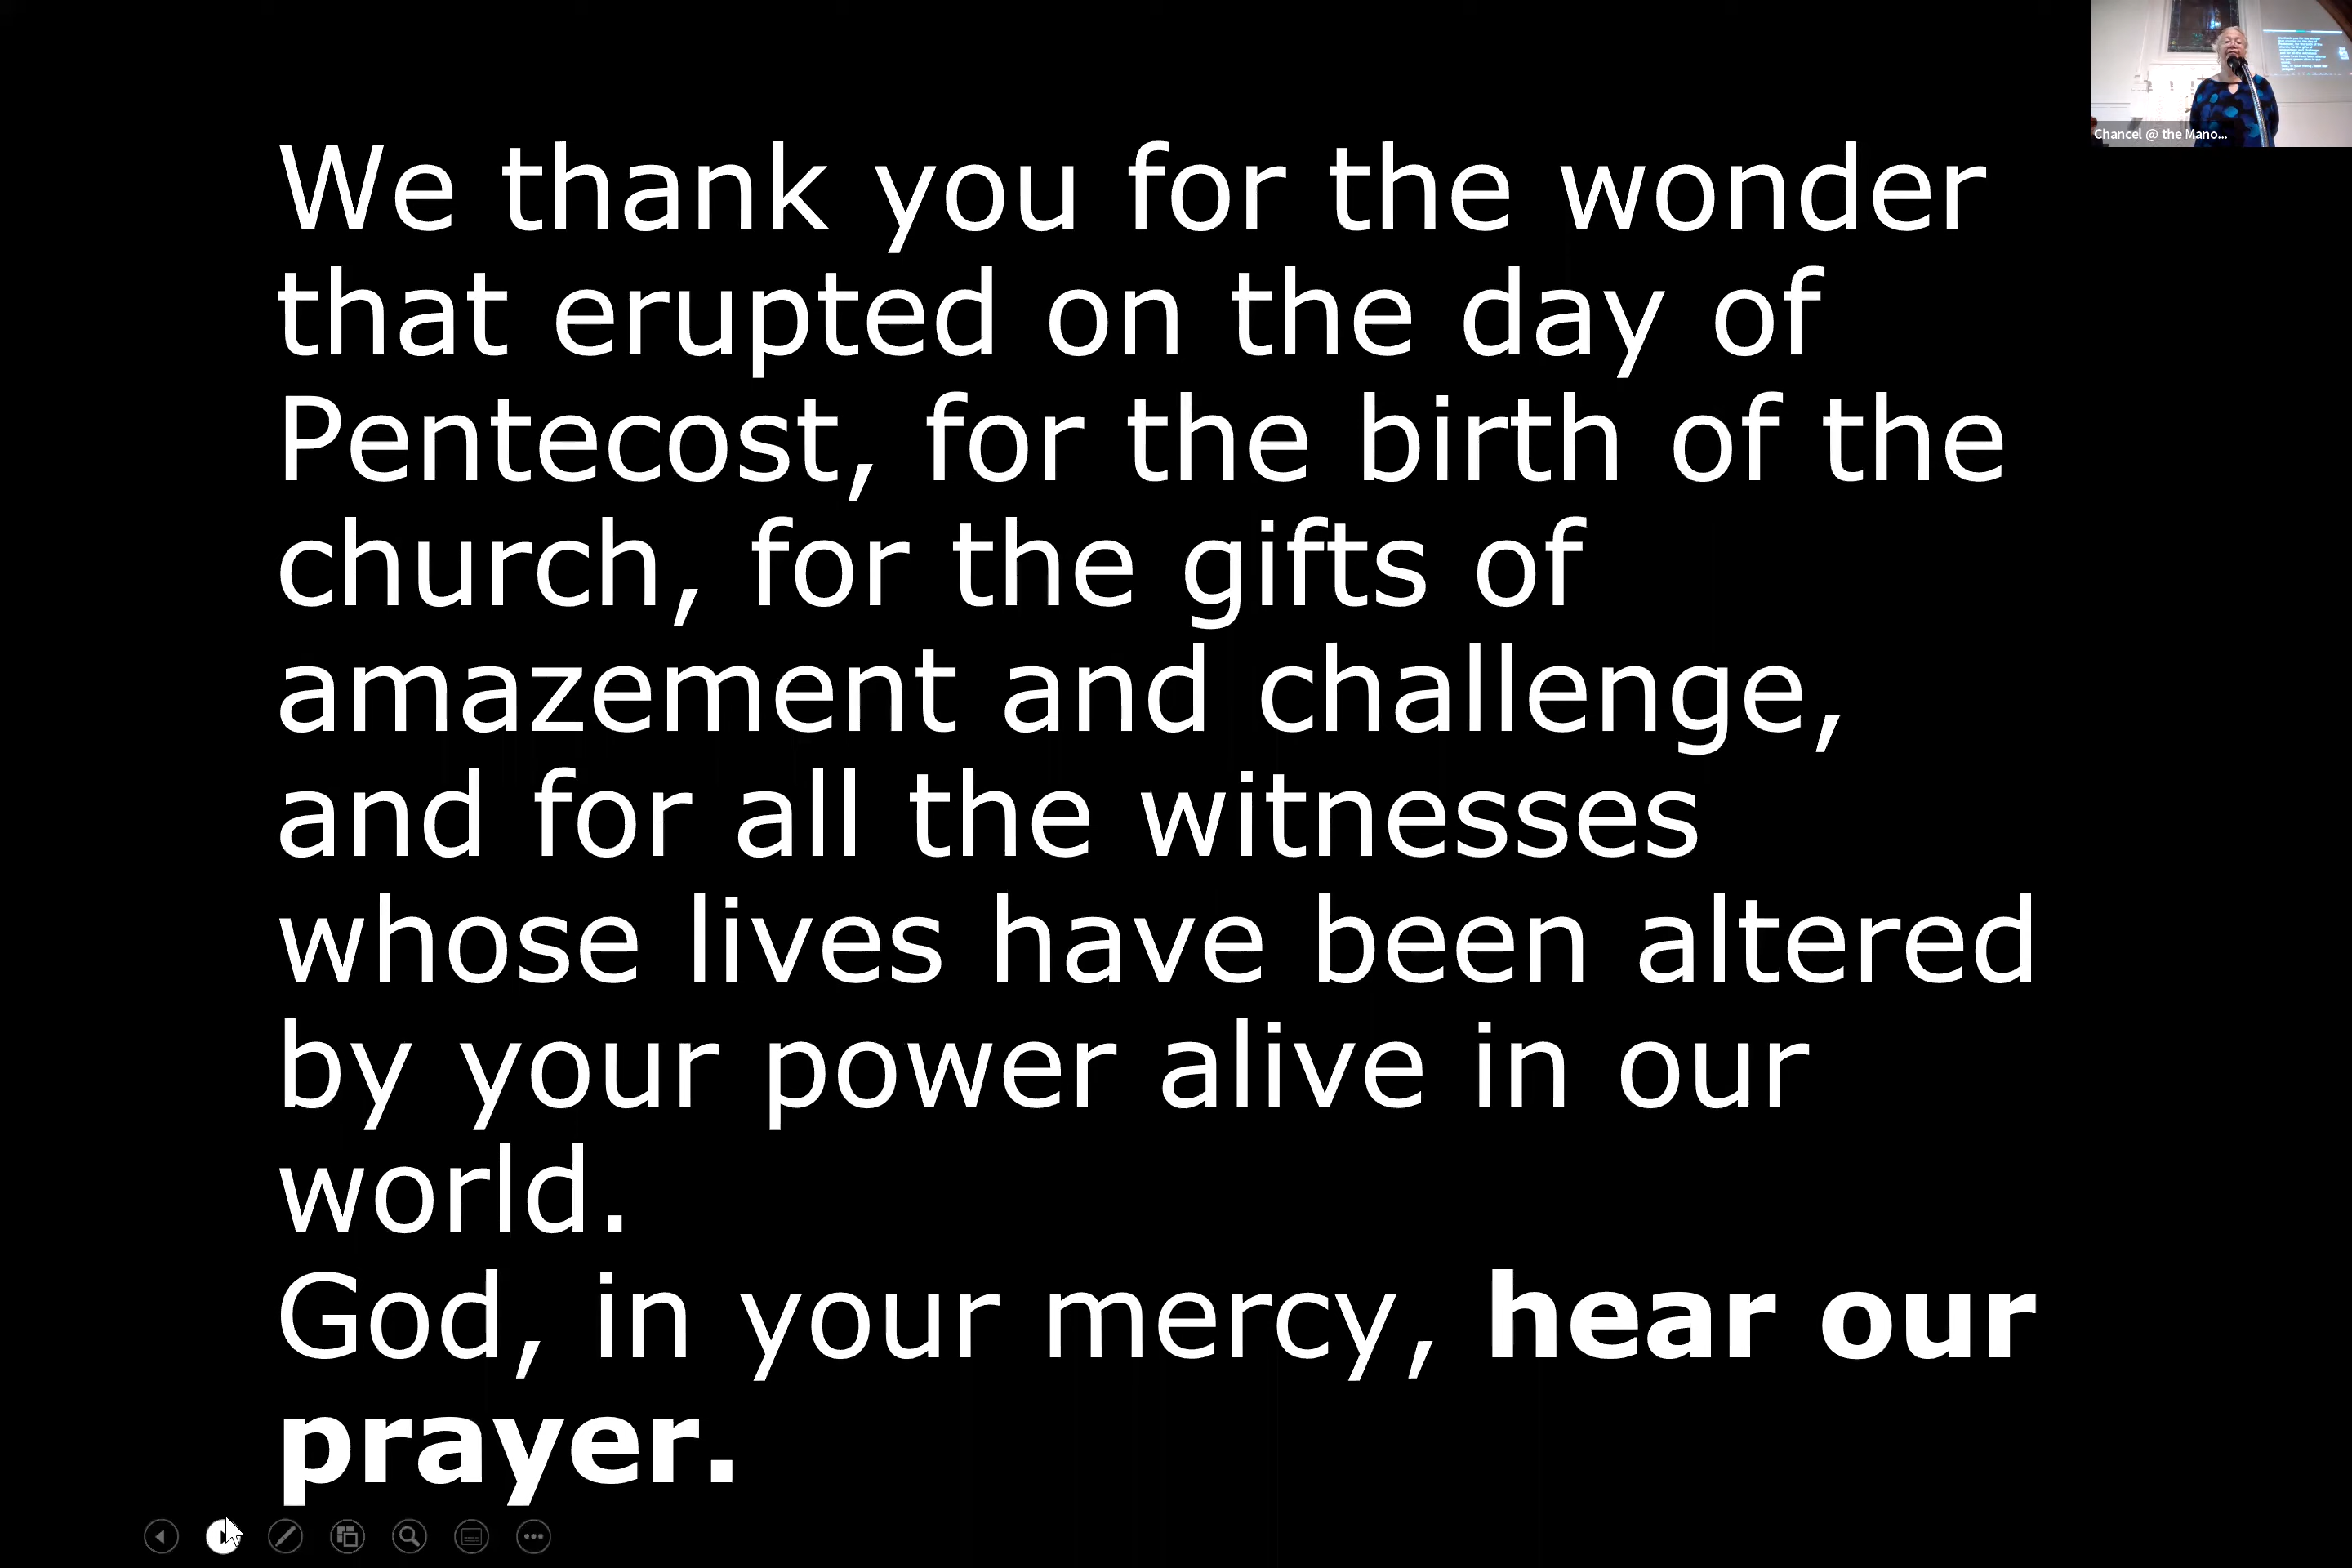 We thank you for the wonder
that erupted on the day of
Pentecost, for the birth of the
church, for the gifts of
amazement and challenge,
and for all the witnesses
whose lives have been altered
by your power alive in our
world.
God, in your mercy, hear our
prayer.
Chancel @ the Mano...